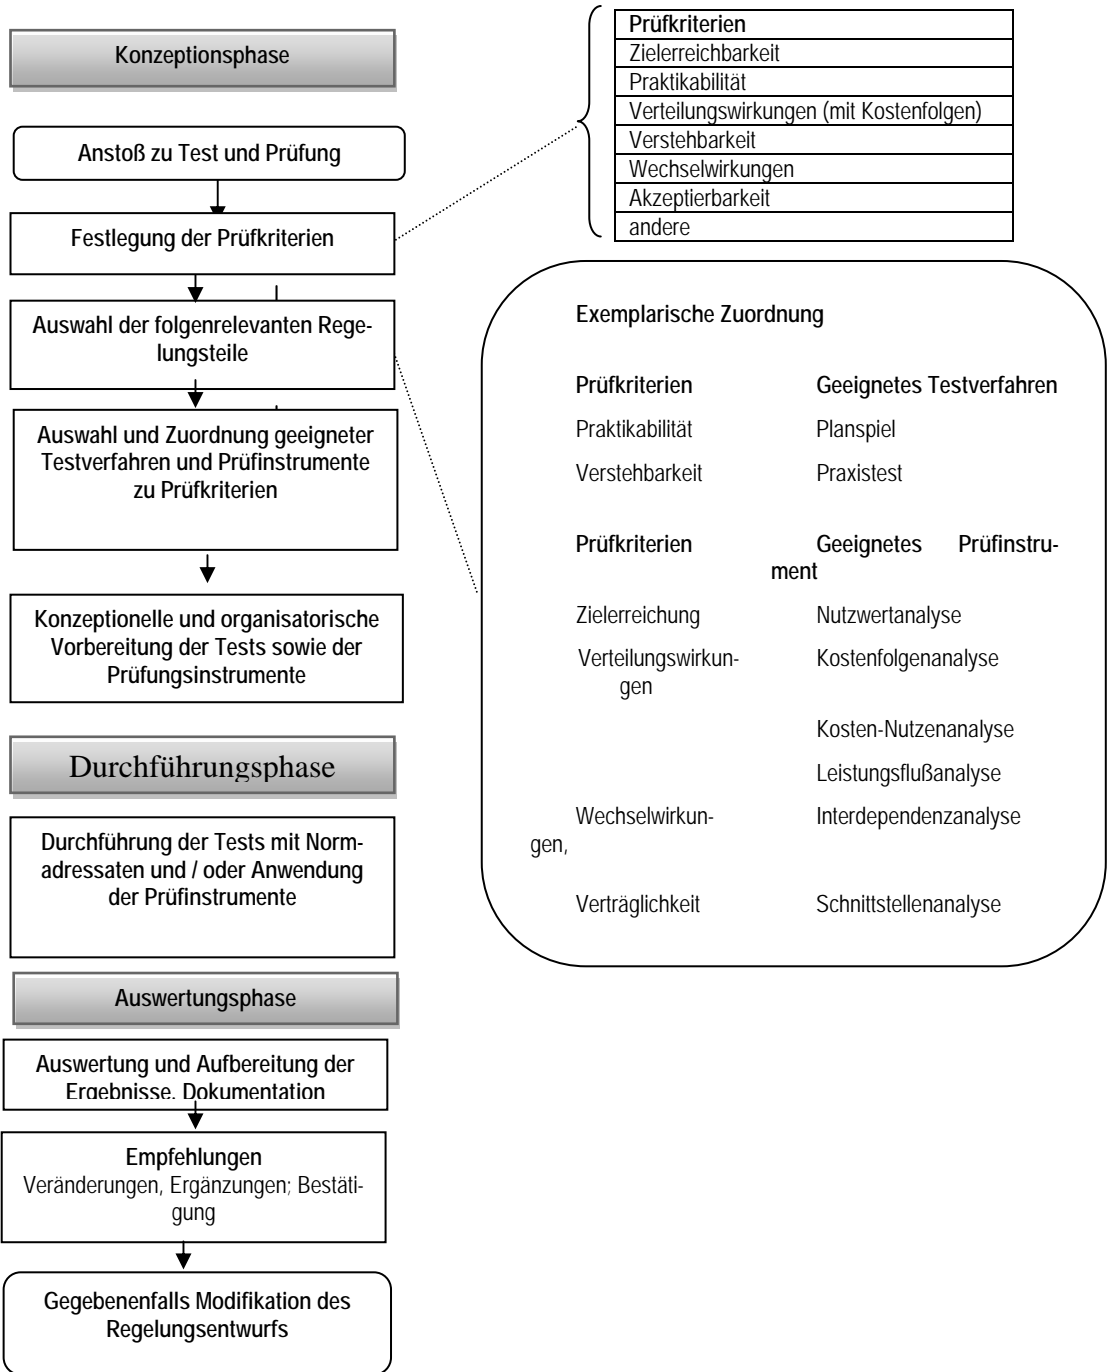 Konzeptionsphase
Anstoß zu Test und Prüfung
Festlegung der Prüfkriterien
Auswahl der folgenrelevanten Rege-
lungsteile
Auswahl und Zuordnung geeigneter
Testverfahren und Prüfinstrumente
zu Prüfkriterien
Konzeptionelle und organisatorische
Vorbereitung der Tests sowie der
Prüfungsinstrumente
Durchführungsphase
Durchführung der Tests mit Norm-
adressaten und / oder Anwendung
der Prüfinstrumente
Auswertungsphase
Auswertung und Aufbereitung der
Ergebnisse. Dokumentation
Empfehlungen
Veränderungen, Ergänzungen; Bestäti-
gung
Gegebenenfalls Modifikation des
Regelungsentwurfs
Prüfkriterien
Zielerreichbarkeit
Praktikabilität
Verteilungswirkungen (mit Kostenfolgen)
Verstehbarkeit
Wechselwirkungen
Akzeptierbarkeit
andere
Exemplarische Zuordnung
Prüfkriterien Geeignetes Testverfahren
Praktikabilität Planspiel
Verstehbarkeit Praxistest
Prüfkriterien Geeignetes Prüfinstru-
ment
Zielerreichung Nutzwertanalyse
Verteilungswirkun- Kostenfolgenanalyse
gen
Kosten-Nutzenanalyse
Leistungsflußanalyse
Wechselwirkun- Interdependenzanalyse
gen,
Verträglichkeit Schnittstellenanalyse